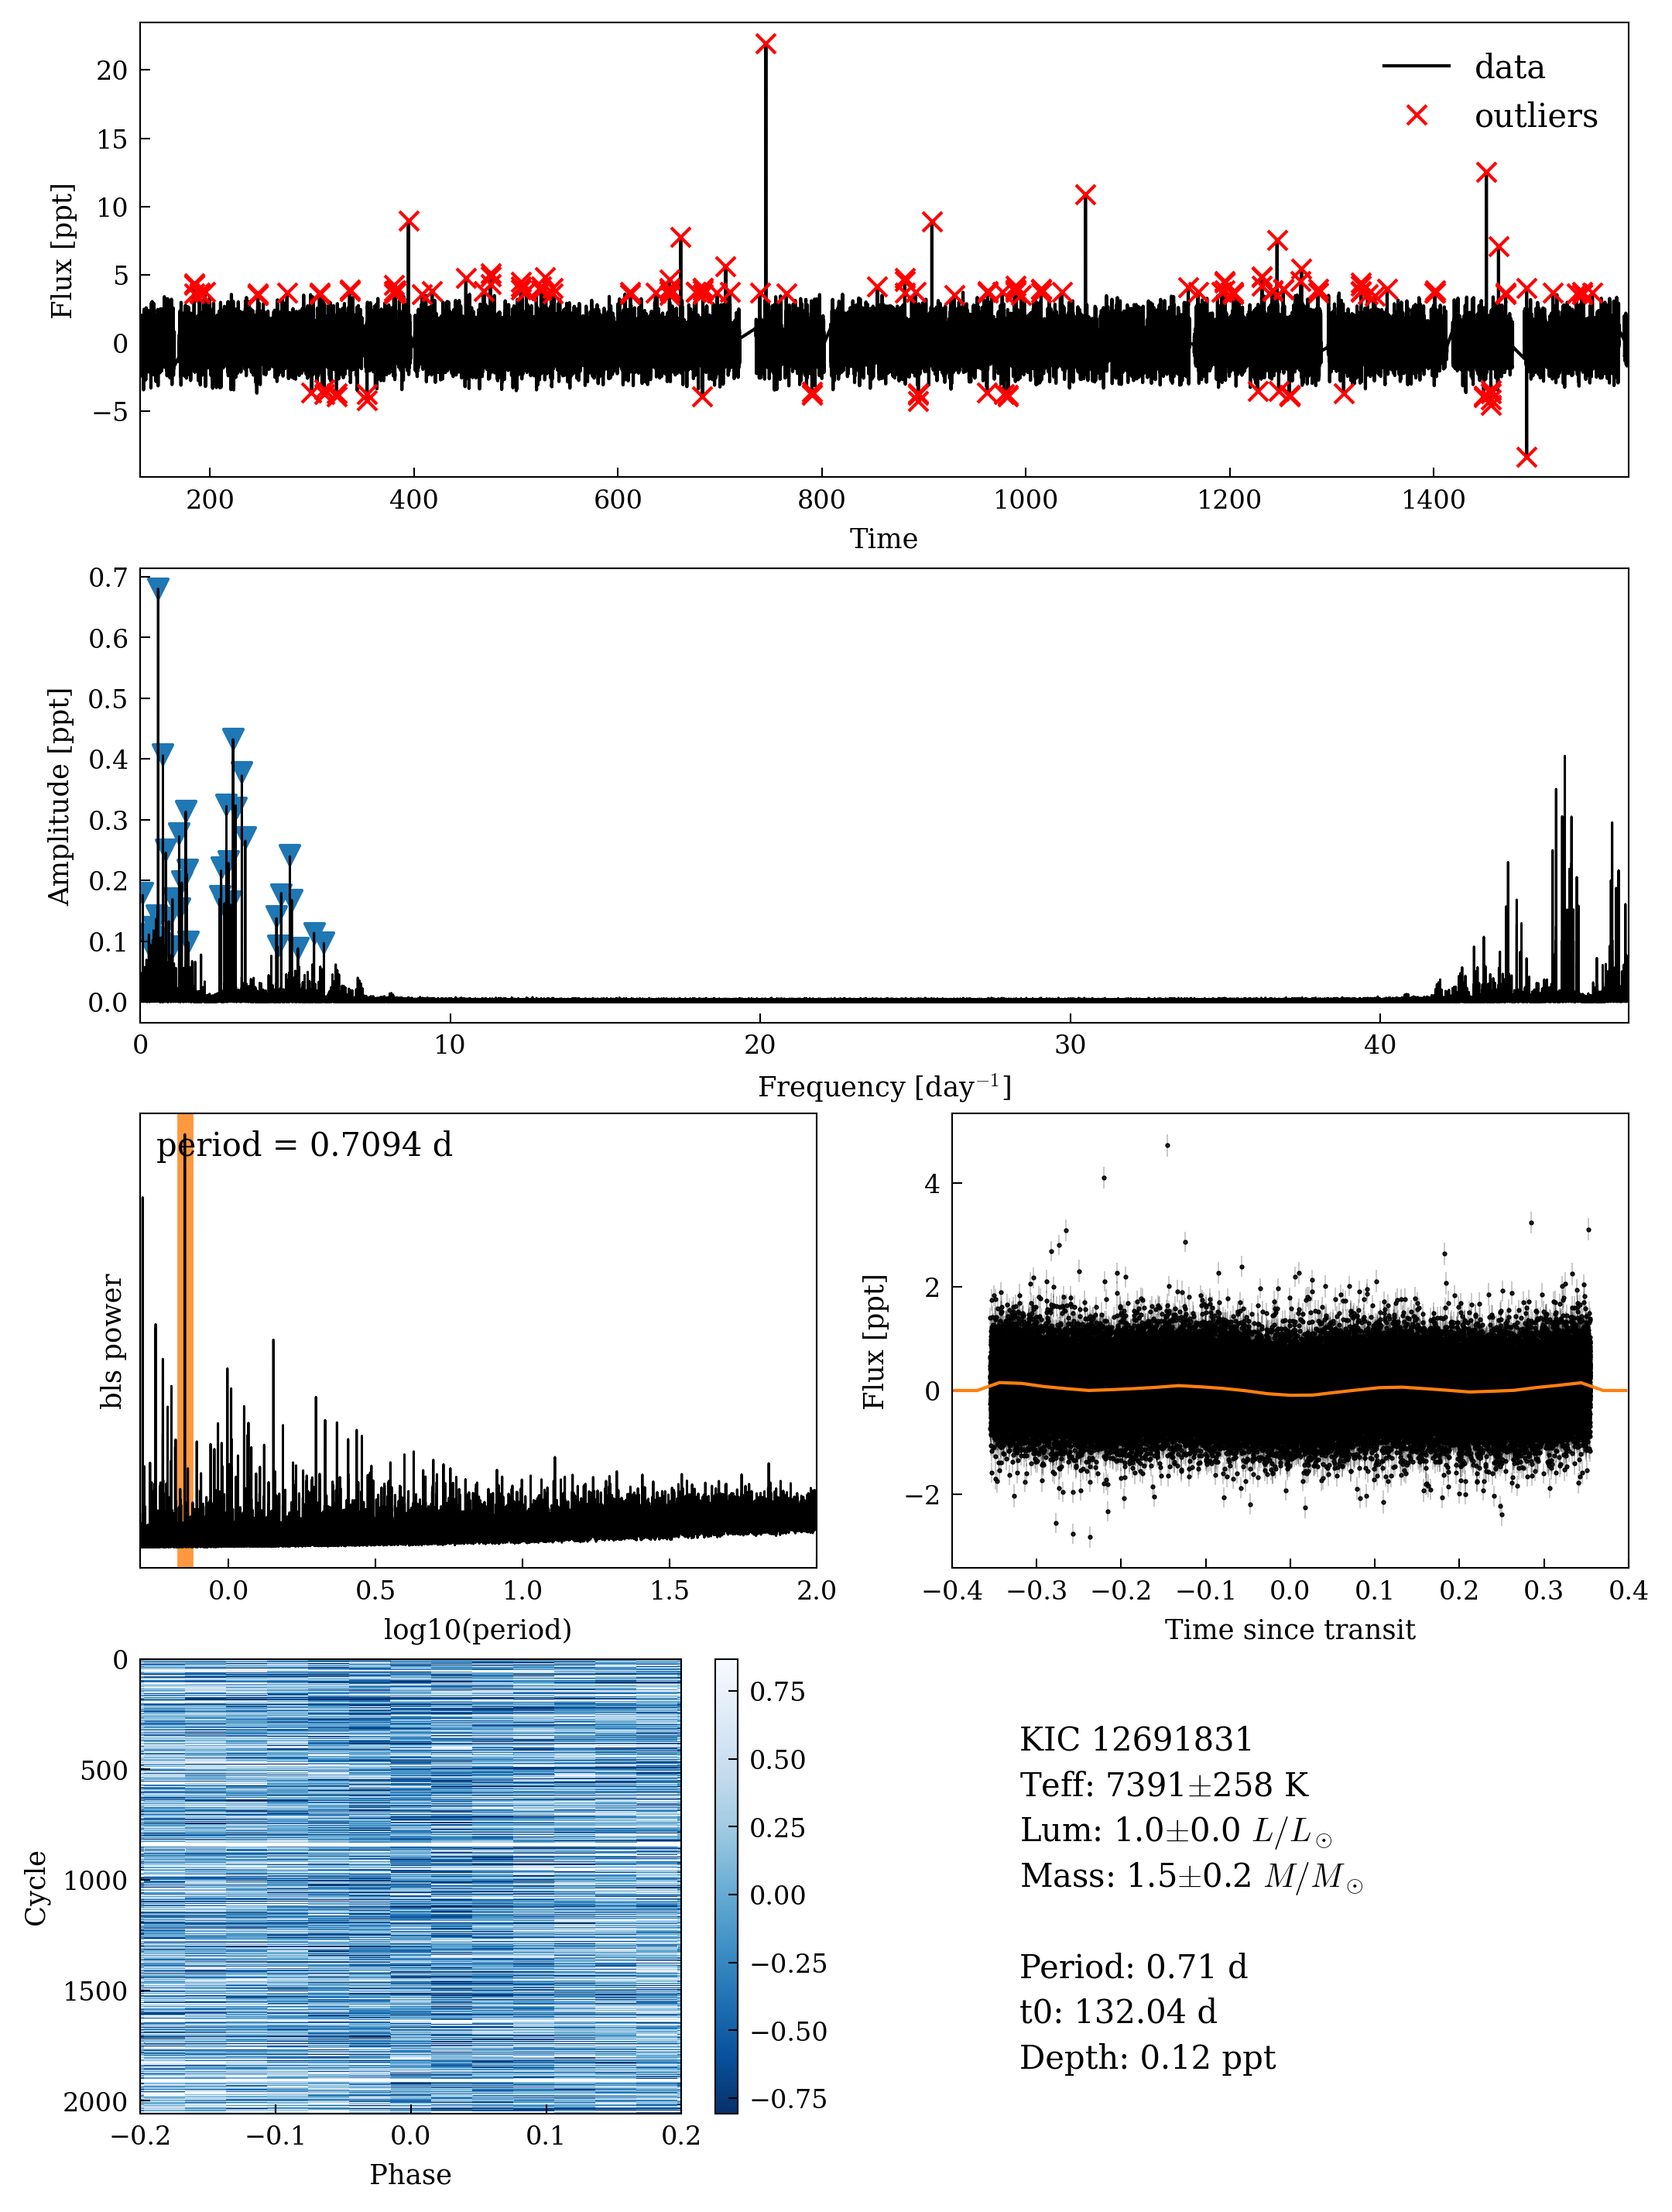 data
outliers
20
15
10
5
0
−5
Flux [ppt]
200 400 600 800 1000 1200 1400
Time
0.7
0.6
0.5
0.4
0.3
0.2
0.1
0.0
Amplitude [ppt]
0 10 20 30 40
Frequency [day⁻¹]
period = 0.7094 d
bls power
0.0 0.5 1.0 1.5 2.0
log10(period)
4
2
0
−2
Flux [ppt]
−0.4 −0.3 −0.2 −0.1 0.0 0.1 0.2 0.3 0.4
Time since transit
0
500
1000
1500
2000
Cycle
−0.2 −0.1 0.0 0.1 0.2
Phase
0.75
0.50
0.25
0.00
−0.25
−0.50
−0.75
KIC 12691831
Teff: 7391±258 K
Lum: 1.0±0.0 L/L⊙
Mass: 1.5±0.2 M/M⊙
Period: 0.71 d
t0: 132.04 d
Depth: 0.12 ppt